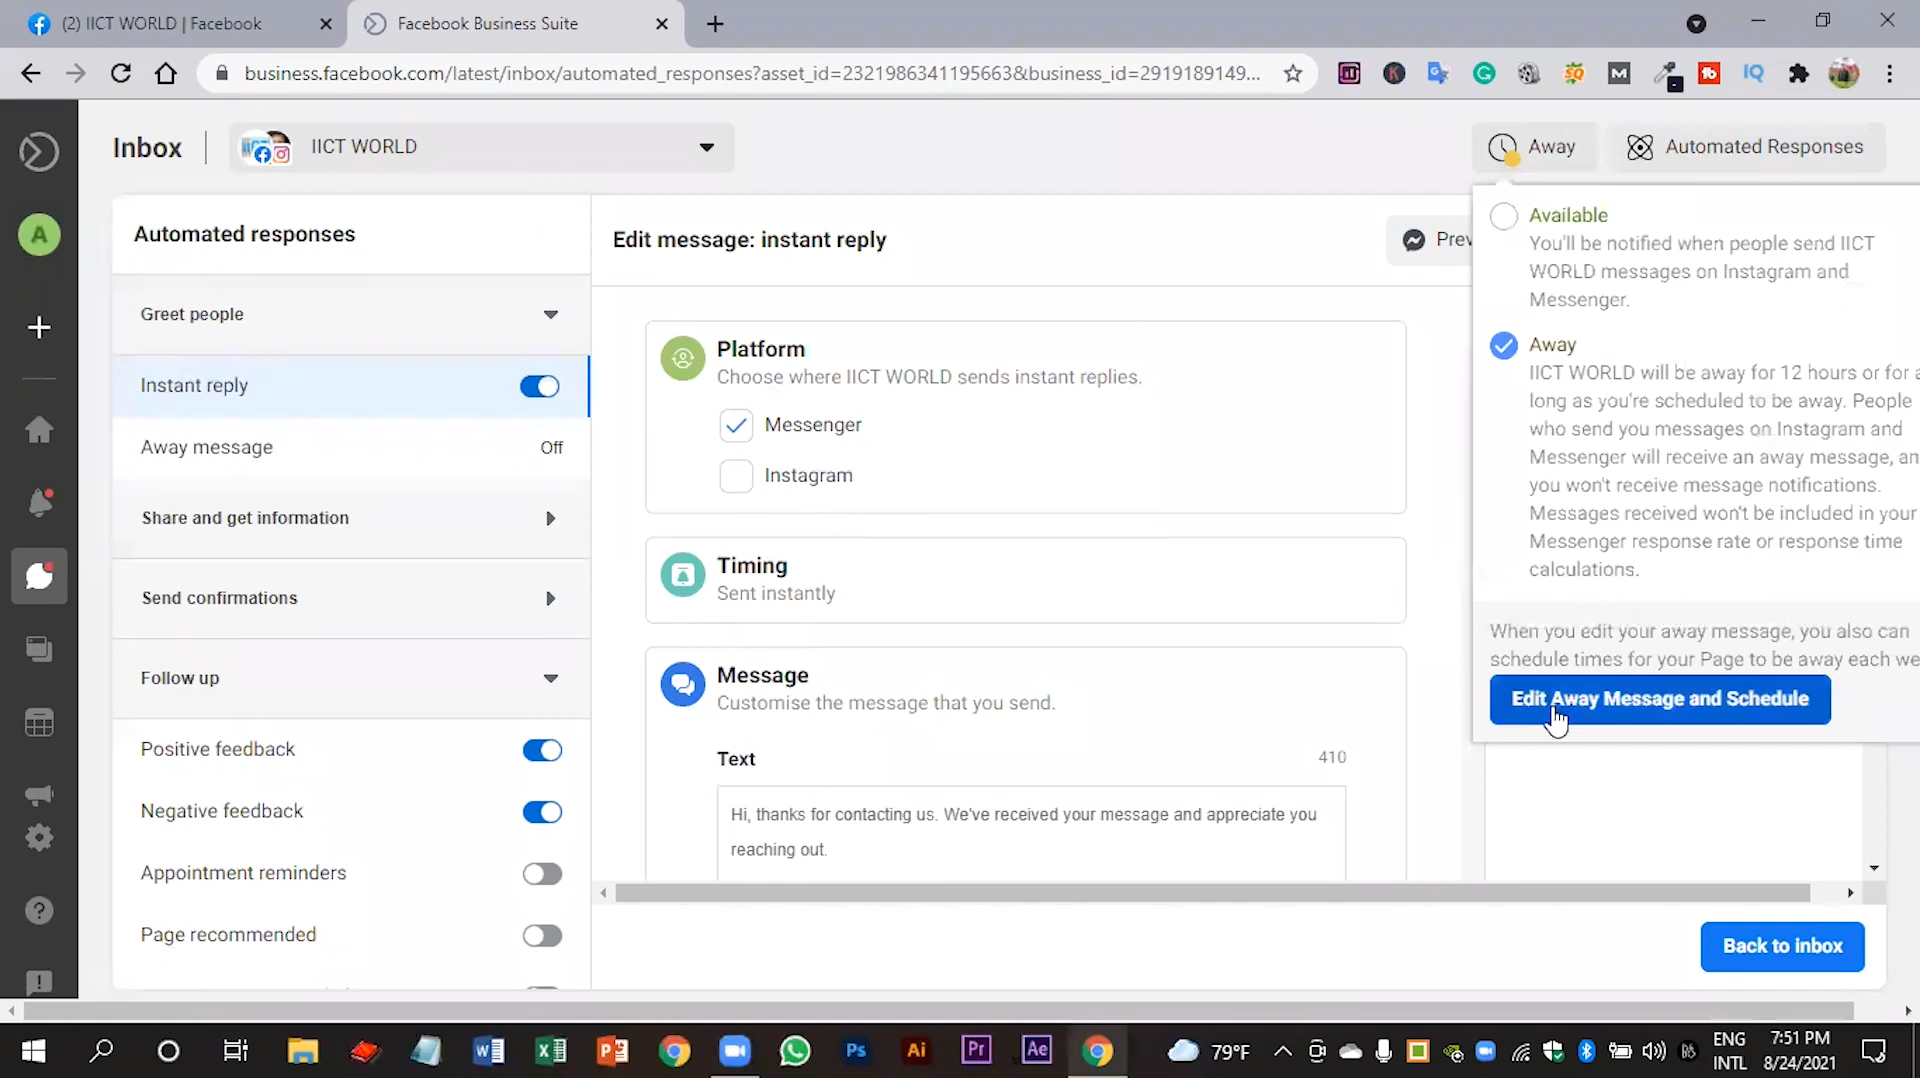 (2) IICT WORLD | Facebook
Facebook Business Suite
business.facebook.com/latest/inbox/automated_responses?asset_id=2321986341195663&business_id=2919189149...
Inbox
IICT WORLD
Away
Automated Responses
A
Automated responses
Greet people
Instant reply
Away message
Off
Share and get information
Send confirmations
Follow up
Positive feedback
Negative feedback
Appointment reminders
Page recommended
Edit message: instant reply
Prev
Platform
Choose where IICT WORLD sends instant replies.
Messenger
Instagram
Timing
Sent instantly
Message
Customise the message that you send.
Text
410
Hi, thanks for contacting us. We've received your message and appreciate you
reaching out.
Available
You'll be notified when people send IICT
WORLD messages on Instagram and
Messenger.
Away
IICT WORLD will be away for 12 hours or for a
long as you're scheduled to be away. People
who send you messages on Instagram and
Messenger will receive an away message, an
you won't receive message notifications.
Messages received won't be included in your
Messenger response rate or response time
calculations.
When you edit your away message, you also can
schedule times for your Page to be away each we
Edit Away Message and Schedule
Back to inbox
Ps
Ai
Pr
Ae
79°F
ENG
INTL
7:51 PM
8/24/2021